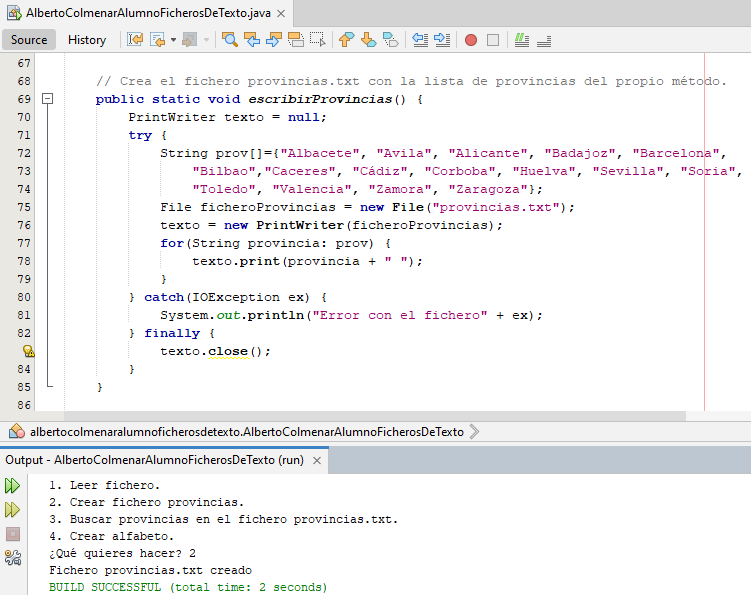 AlbertoColmenarAlumnoFicherosDeTexto.java
Source History
67
68 // Crea el fichero provincias.txt con la lista de provincias del propio método.
69 public static void escribirProvincias() {
70 PrintWriter texto = null;
71 try {
72 String prov[]={"Albacete", "Avila", "Alicante", "Badajoz", "Barcelona",
73 "Bilbao","Caceres", "Cádiz", "Corboba", "Huelva", "Sevilla", "Soria",
74 "Toledo", "Valencia", "Zamora", "Zaragoza"};
75 File ficheroProvincias = new File("provincias.txt");
76 texto = new PrintWriter(ficheroProvincias);
77 for(String provincia: prov) {
78 texto.print(provincia + " ");
79 }
80 } catch(IOException ex) {
81 System.out.println("Error con el fichero" + ex);
82 } finally {
texto.close();
84 }
85 }
86
albertocolmenaralumnoficherosdetexto.AlbertoColmenarAlumnoFicherosDeTexto
Output - AlbertoColmenarAlumnoFicherosDeTexto (run)
1. Leer fichero.
2. Crear fichero provincias.
3. Buscar provincias en el fichero provincias.txt.
4. Crear alfabeto.
¿Qué quieres hacer? 2
Fichero provincias.txt creado
BUILD SUCCESSFUL (total time: 2 seconds)